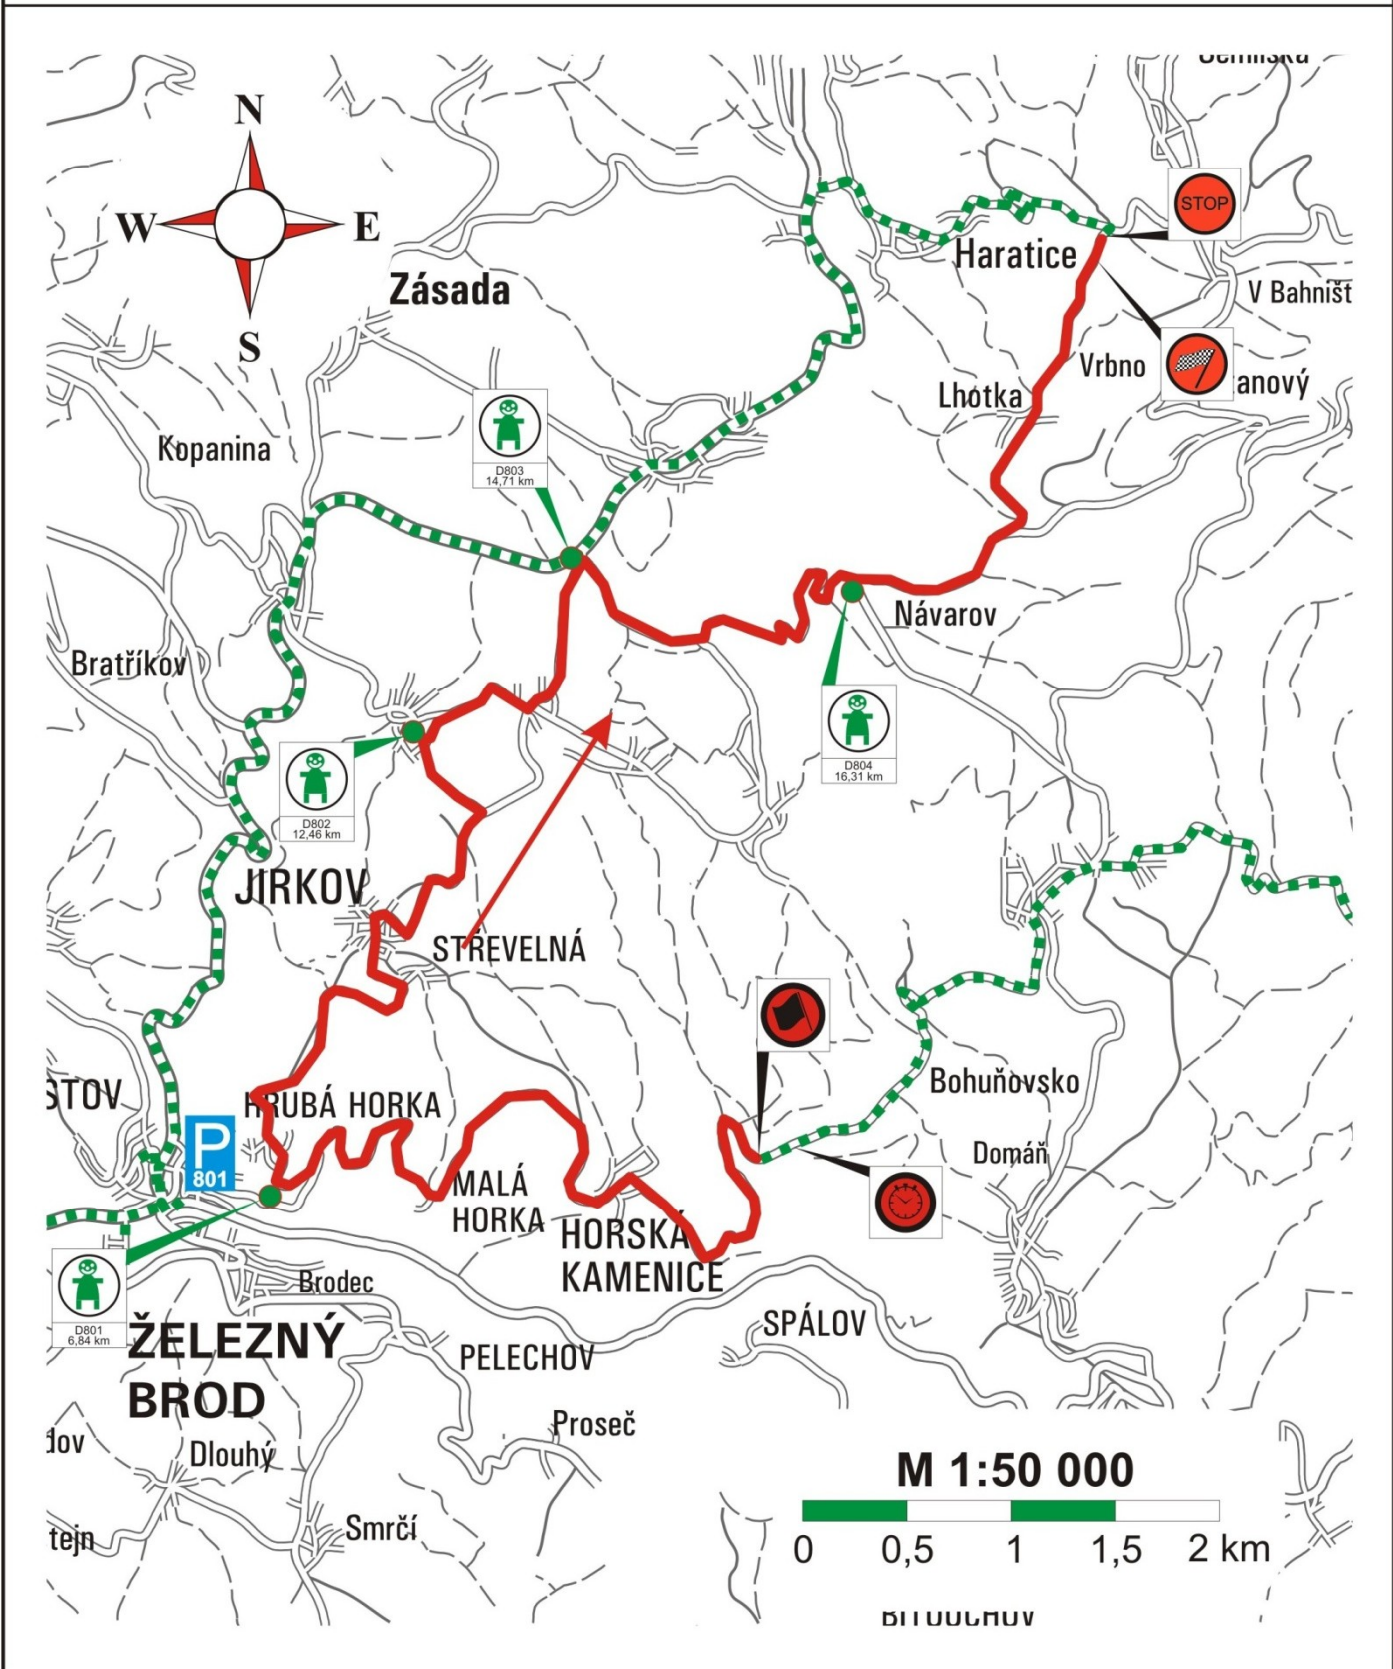 N
W
E
S
STOP
Haratice
Zásada
V Bahništ
Vrbno
anový
Lhotka
Kopanina
D803
14,71 km
Návarov
Bratříkov
D804
16,31 km
D802
12,46 km
JIRKOV
STŘEVELNÁ
Bohuňovsko
STOV
HRUBÁ HORKA
P
801
Domáň
MALÁ
HORKA
HORSKÁ
KAMENICE
Brodec
D801
6,84 km
SPÁLOV
ŽELEZNÝ
BROD
PELECHOV
Proseč
dov
Dlouhý
M 1:50 000
Smrčí
tejn
0 0,5 1 1,5 2 km